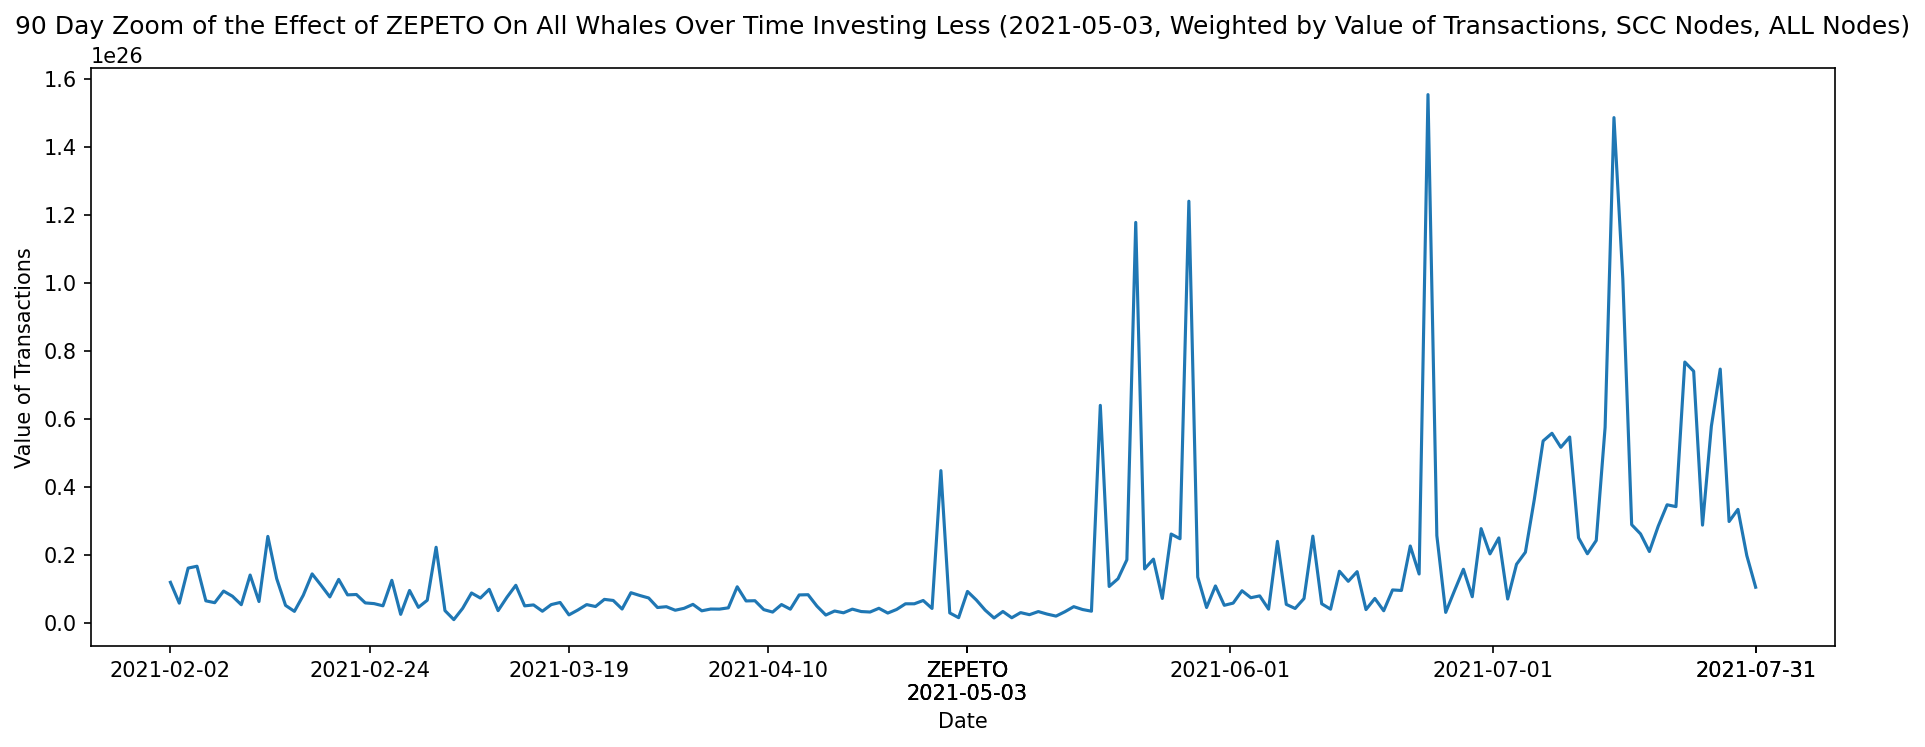 90 Day Zoom of the Effect of ZEPETO On All Whales Over Time Investing Less (2021-05-03, Weighted by Value of Transactions, SCC Nodes, ALL Nodes)
1e26
1.6
1.4
1.2
1.0
0.8
0.6
0.4
0.2
0.0
Value of Transactions
2021-02-02 2021-02-24 2021-03-19 2021-04-10 ZEPETO 2021-06-01 2021-07-01 2021-07-31
2021-05-03
Date